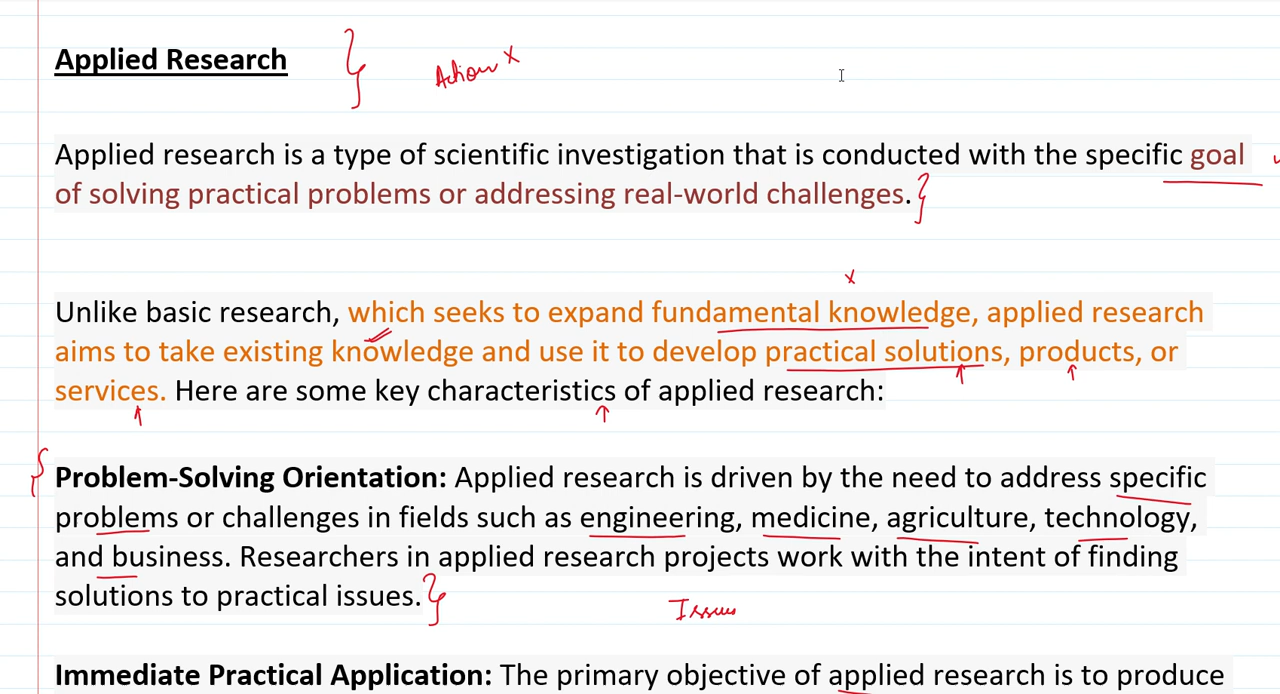 Applied Research
Action
Applied research is a type of scientific investigation that is conducted with the specific goal
of solving practical problems or addressing real-world challenges.
Unlike basic research, which seeks to expand fundamental knowledge, applied research
aims to take existing knowledge and use it to develop practical solutions, products, or
services. Here are some key characteristics of applied research:
Problem-Solving Orientation: Applied research is driven by the need to address specific
problems or challenges in fields such as engineering, medicine, agriculture, technology,
and business. Researchers in applied research projects work with the intent of finding
solutions to practical issues.
Issues
Immediate Practical Application: The primary objective of applied research is to produce